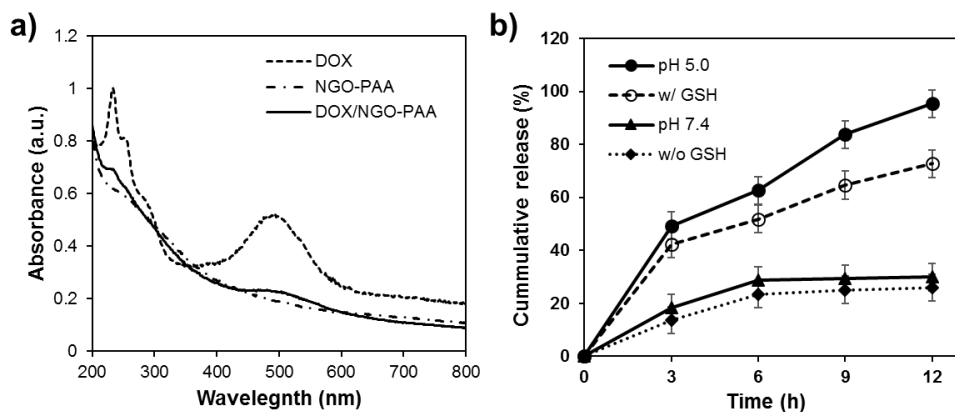 a)
1.2
1
0.8
0.6
0.4
0.2
0
200 300 400 500 600 700 800
Absorbance (a.u.)
Wavelegnth (nm)
DOX
NGO-PAA
DOX/NGO-PAA
b)
120
100
80
60
40
20
0
0 3 6 9 12
Cummulative release (%)
Time (h)
pH 5.0
w/ GSH
pH 7.4
w/o GSH